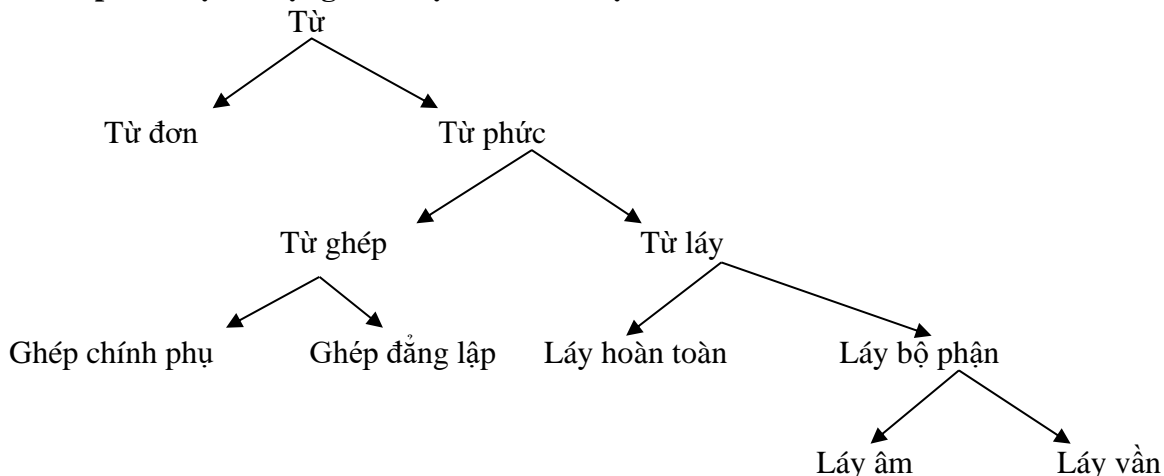 Từ
Từ đơn Từ phức
Từ ghép Từ láy
Ghép chính phụ Ghép đẳng lập Láy hoàn toàn Láy bộ phận
Láy âm Láy vần